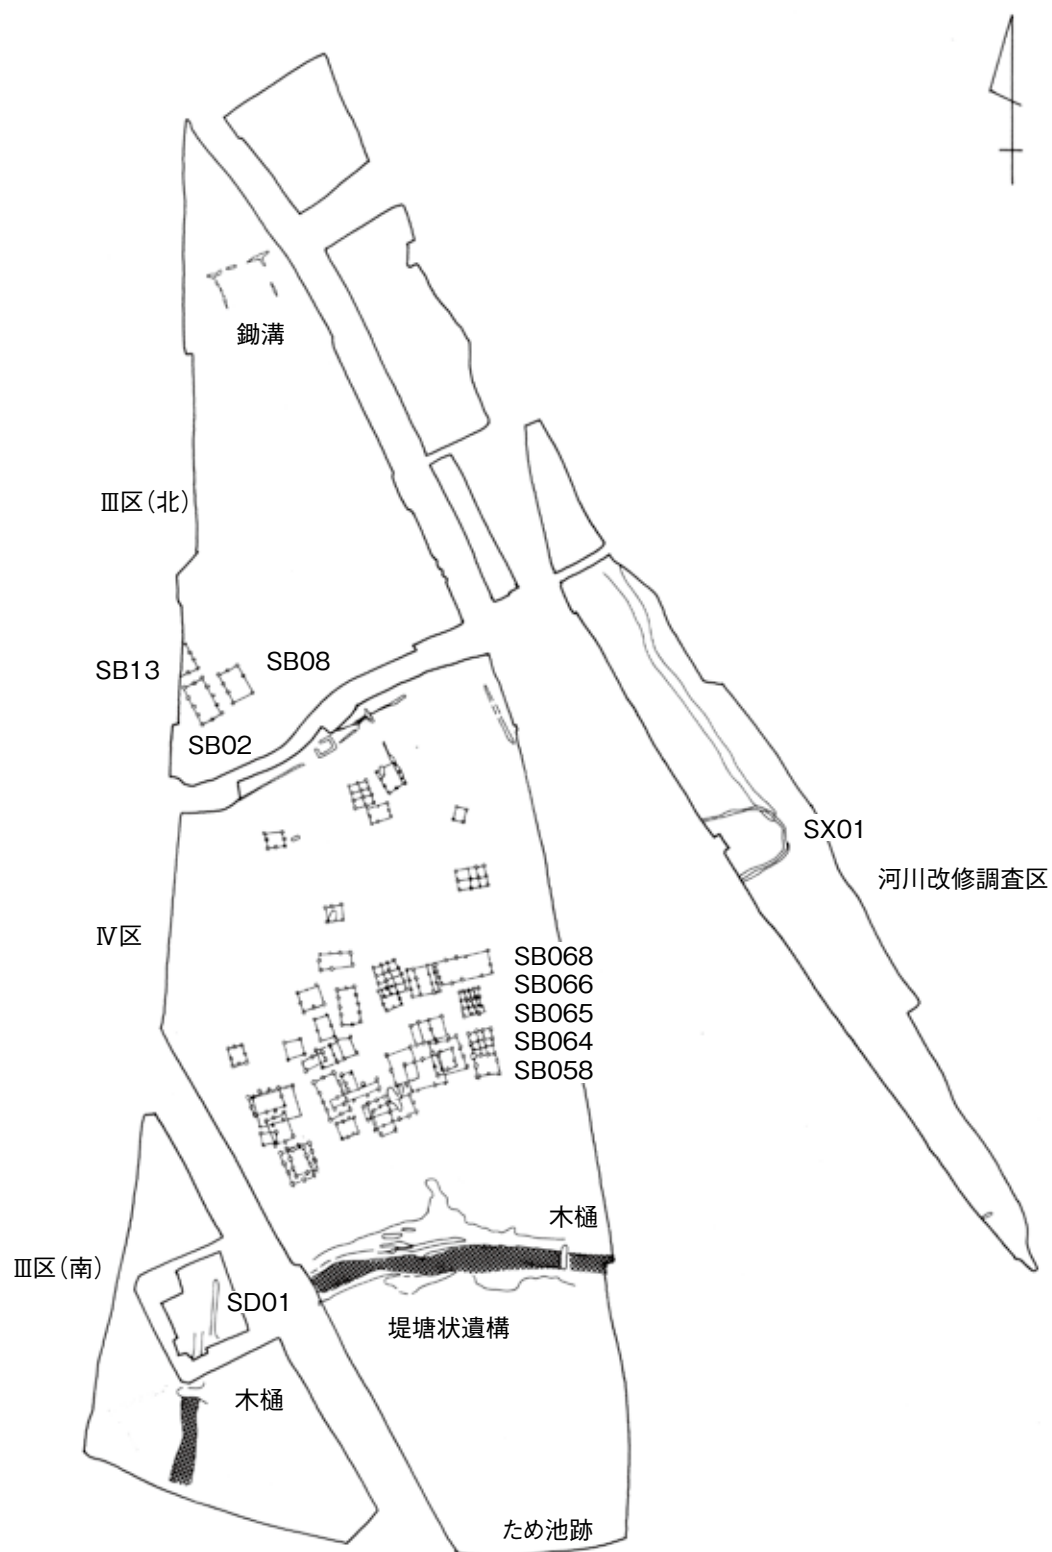 鋤溝
Ⅲ区（北）
SB13
SB08
SB02
SX01
河川改修調査区
Ⅳ区
SB068
SB066
SB065
SB064
SB058
木樋
Ⅲ区（南）
SD01
堤塘状遺構
木樋
ため池跡